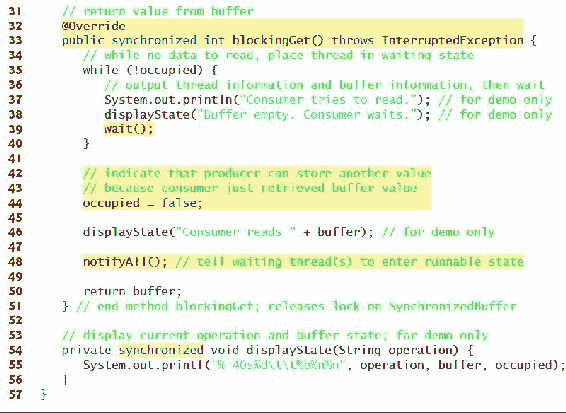 31 // return value from buffer
32 @Override
33 public synchronized int blockingGet() throws InterruptedException {
34 // while no data to read, place thread in waiting state
35 while (!occupied) {
36 // output thread information and buffer information, then wait
37 System.out.println("Consumer tries to read."); // for demo only
38 displayState("Buffer empty. Consumer waits."); // for demo only
39 wait();
40 }
41
42 // indicate that producer can store another value
43 // because consumer just retrieved buffer value
44 occupied = false;
45
46 displayState("Consumer reads " + buffer); // for demo only
47
48 notifyAll(); // tell waiting thread(s) to enter runnable state
49
50 return buffer;
51 } // end method blockingGet; releases lock on SynchronizedBuffer
52
53 // display current operation and buffer state; for demo only
54 private synchronized void displayState(String operation) {
55 System.out.printf("%-40s%d\t\t%b%n%n", operation, buffer, occupied);
56 }
57 }